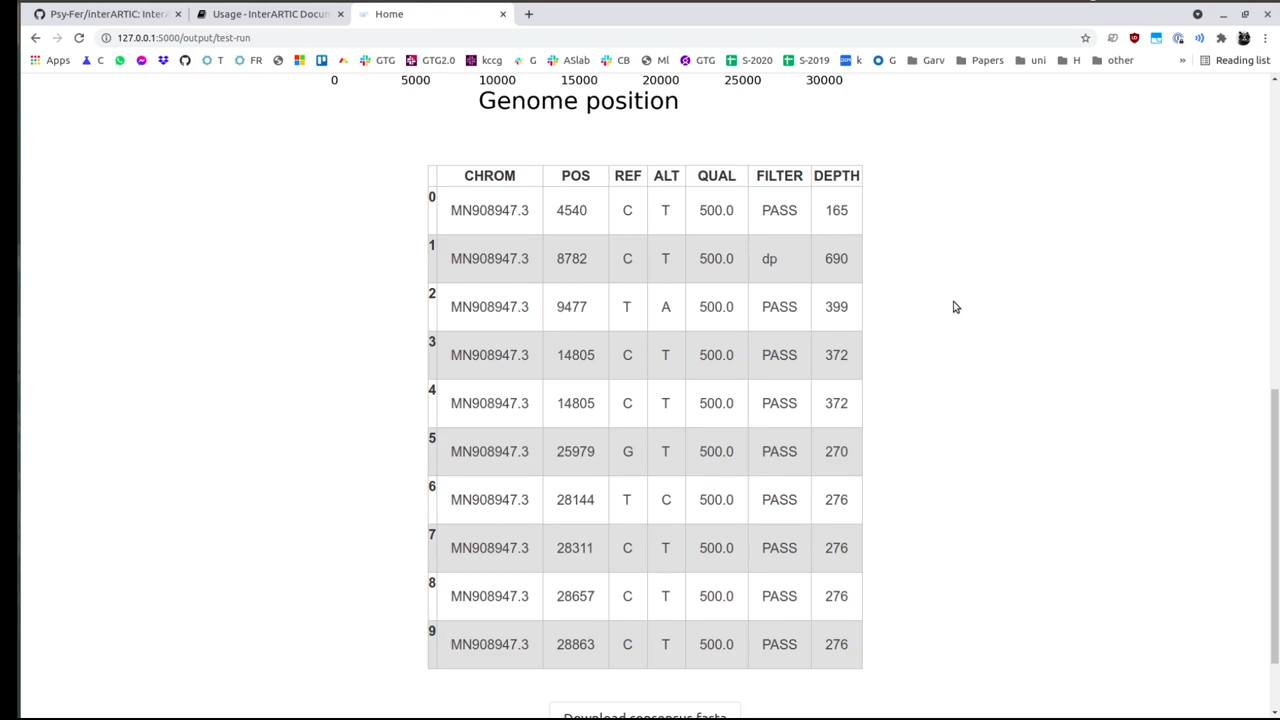 Psy-Fer/interARTIC: InterA
Usage - InterARTIC Docum
Home
127.0.0.1:5000/output/test-run
Apps C T FR GTG GTG2.0 kccg G ASlab CB Ml GTG S-2020 S-2019 k G Garv Papers uni H other » Reading list
0 5000 10000 15000 20000 25000 30000
Genome position
CHROM POS REF ALT QUAL FILTER DEPTH
0 MN908947.3 4540 C T 500.0 PASS 165
1 MN908947.3 8782 C T 500.0 dp 690
2 MN908947.3 9477 T A 500.0 PASS 399
3 MN908947.3 14805 C T 500.0 PASS 372
4 MN908947.3 14805 C T 500.0 PASS 372
5 MN908947.3 25979 G T 500.0 PASS 270
6 MN908947.3 28144 T C 500.0 PASS 276
7 MN908947.3 28311 C T 500.0 PASS 276
8 MN908947.3 28657 C T 500.0 PASS 276
9 MN908947.3 28863 C T 500.0 PASS 276
Download consensus fasta